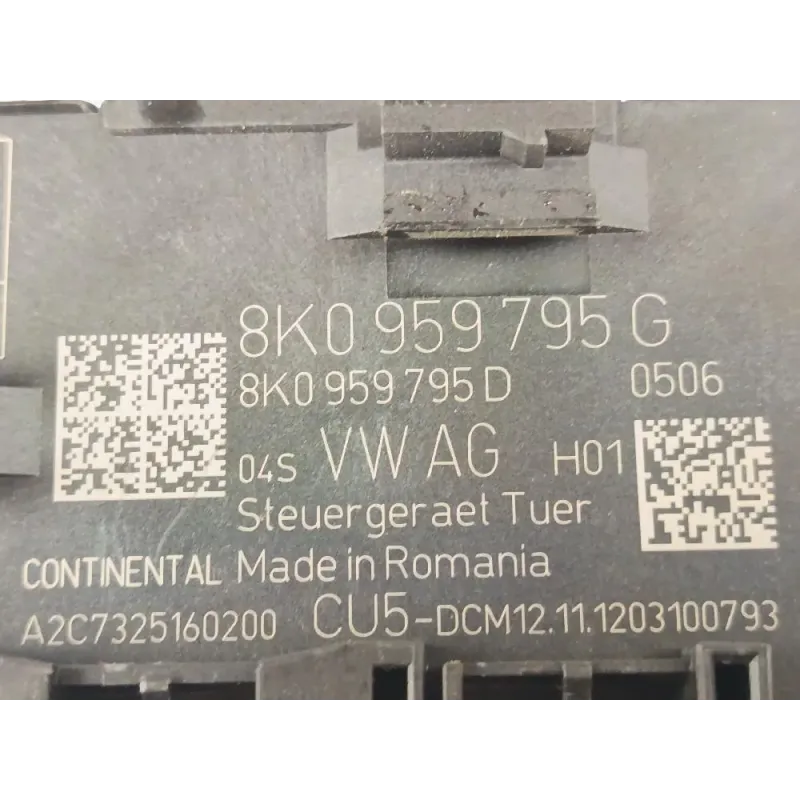 8K0 959 795 G
8K0 959 795 D 0506
04S VW AG H01
Steuergeraet Tuer
CONTINENTAL Made in Romania
A2C7325160200 CU5-DCM12.11.1203100793